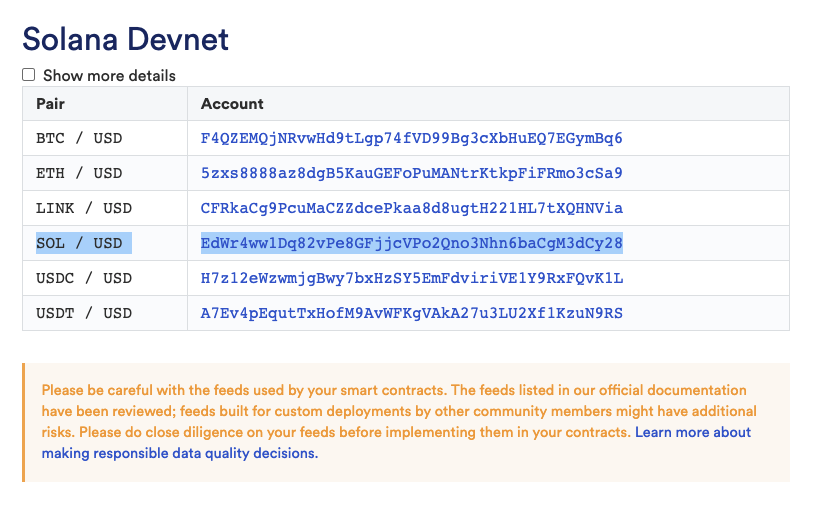 Solana Devnet
Show more details
Pair Account
BTC / USD F4QZEMQjNRvwHd9tLgp74fVD99Bg3cXbHuEQ7EGymBq6
ETH / USD 5zxs8888az8dgB5KauGEFoPuMANtrKtkpFiFRmo3cSa9
LINK / USD CFRkaCg9PcuMaCZZdcePkaa8d8ugtH221HL7tXQHNVia
SOL / USD EdWr4ww1Dq82vPe8GFjjcVPo2Qno3Nhn6baCgM3dCy28
USDC / USD H7z12eWzwmjgBwy7bxHzSY5EmFdviriVE1Y9RxFQvK1L
USDT / USD A7Ev4pEqutTxHofM9AvWFKgVAkA27u3LU2Xf1KzuN9RS
Please be careful with the feeds used by your smart contracts. The feeds listed in our official documentation
have been reviewed; feeds built for custom deployments by other community members might have additional
risks. Please do close diligence on your feeds before implementing them in your contracts. Learn more about
making responsible data quality decisions.